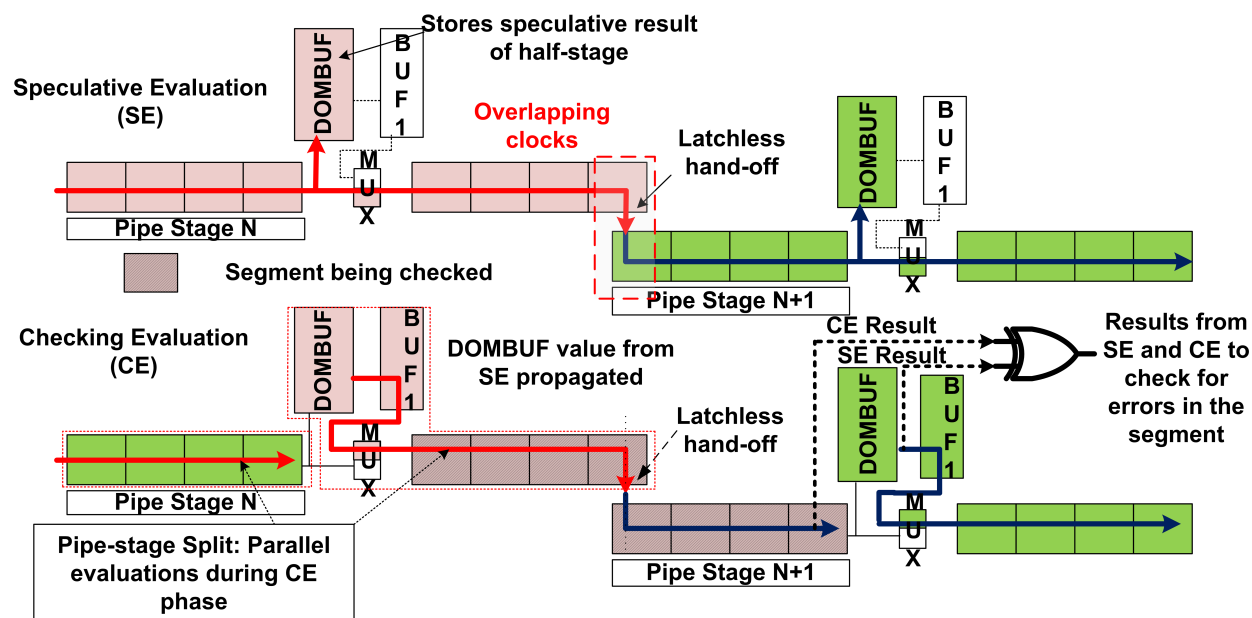 Stores speculative result
of half-stage
Speculative Evaluation
(SE)
DOMBUF
B
U
F
1
M
U
X
Overlapping
clocks
Latchless
hand-off
DOMBUF
B
U
F
1
M
U
X
Pipe Stage N
Pipe Stage N+1
Segment being checked
Checking Evaluation
(CE)
DOMBUF
B
U
F
1
M
U
X
DOMBUF value from
SE propagated
Latchless
hand-off
CE Result
SE Result
Results from
SE and CE to
check for
errors in the
segment
DOMBUF
B
U
F
1
M
U
X
Pipe Stage N
Pipe Stage N+1
Pipe-stage Split: Parallel
evaluations during CE
phase